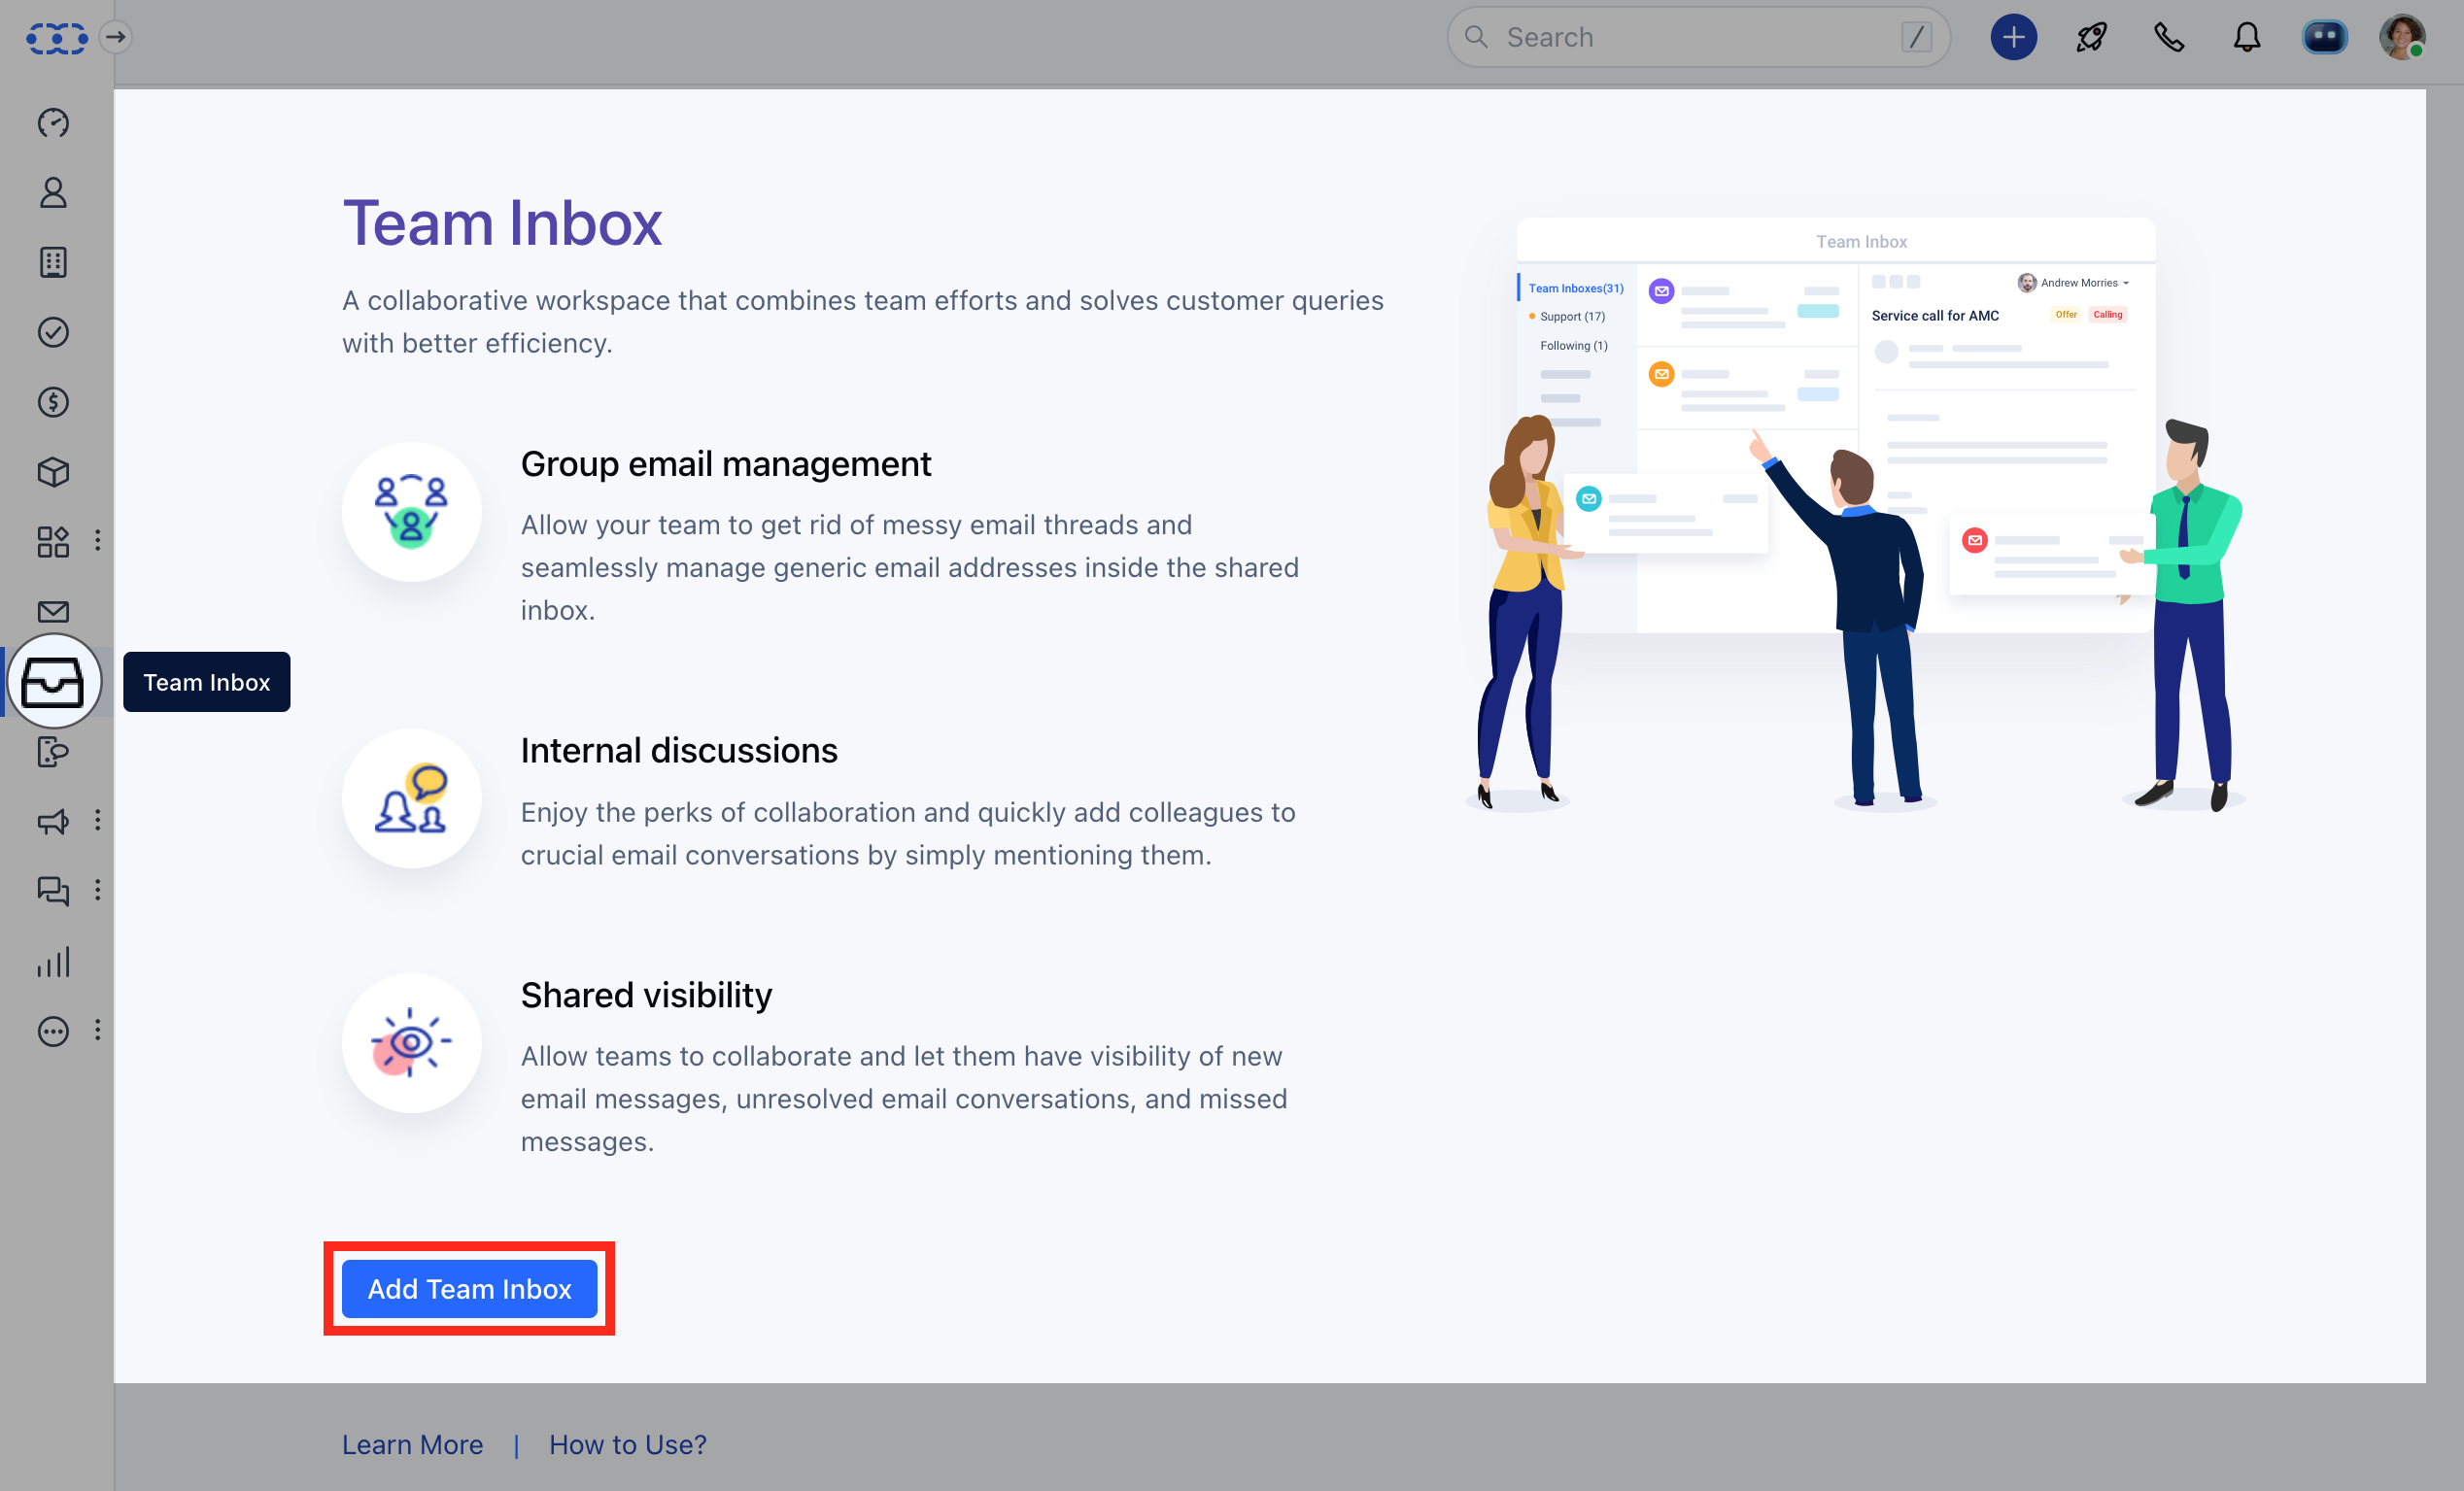 Search /
Team Inbox
A collaborative workspace that combines team efforts and solves customer queries
with better efficiency.
Group email management
Allow your team to get rid of messy email threads and
seamlessly manage generic email addresses inside the shared
inbox.
Team Inbox
Internal discussions
Enjoy the perks of collaboration and quickly add colleagues to
crucial email conversations by simply mentioning them.
Shared visibility
Allow teams to collaborate and let them have visibility of new
email messages, unresolved email conversations, and missed
messages.
Add Team Inbox
Learn More | How to Use?
Team Inbox
Team Inboxes(31)
Support (17)
Following (1)
Andrew Morries
Service call for AMC
Offer
Calling